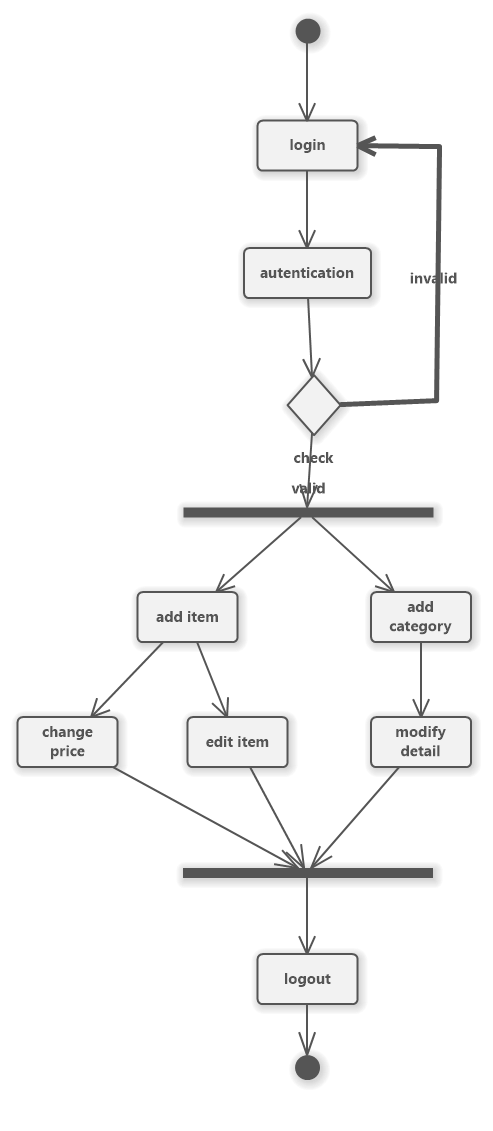 login
autentication
invalid
check
valid
add item
add
category
change
price
edit item
modify
detail
logout